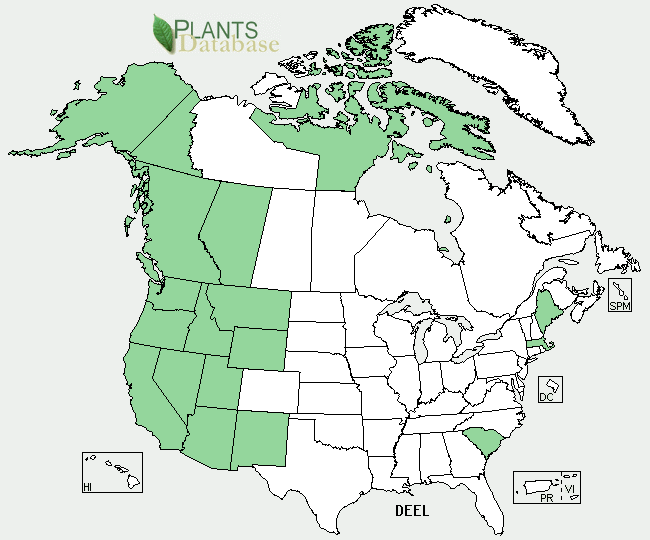 PLANTS
Database
SPM
DC
HI
PR
VI
DEEL